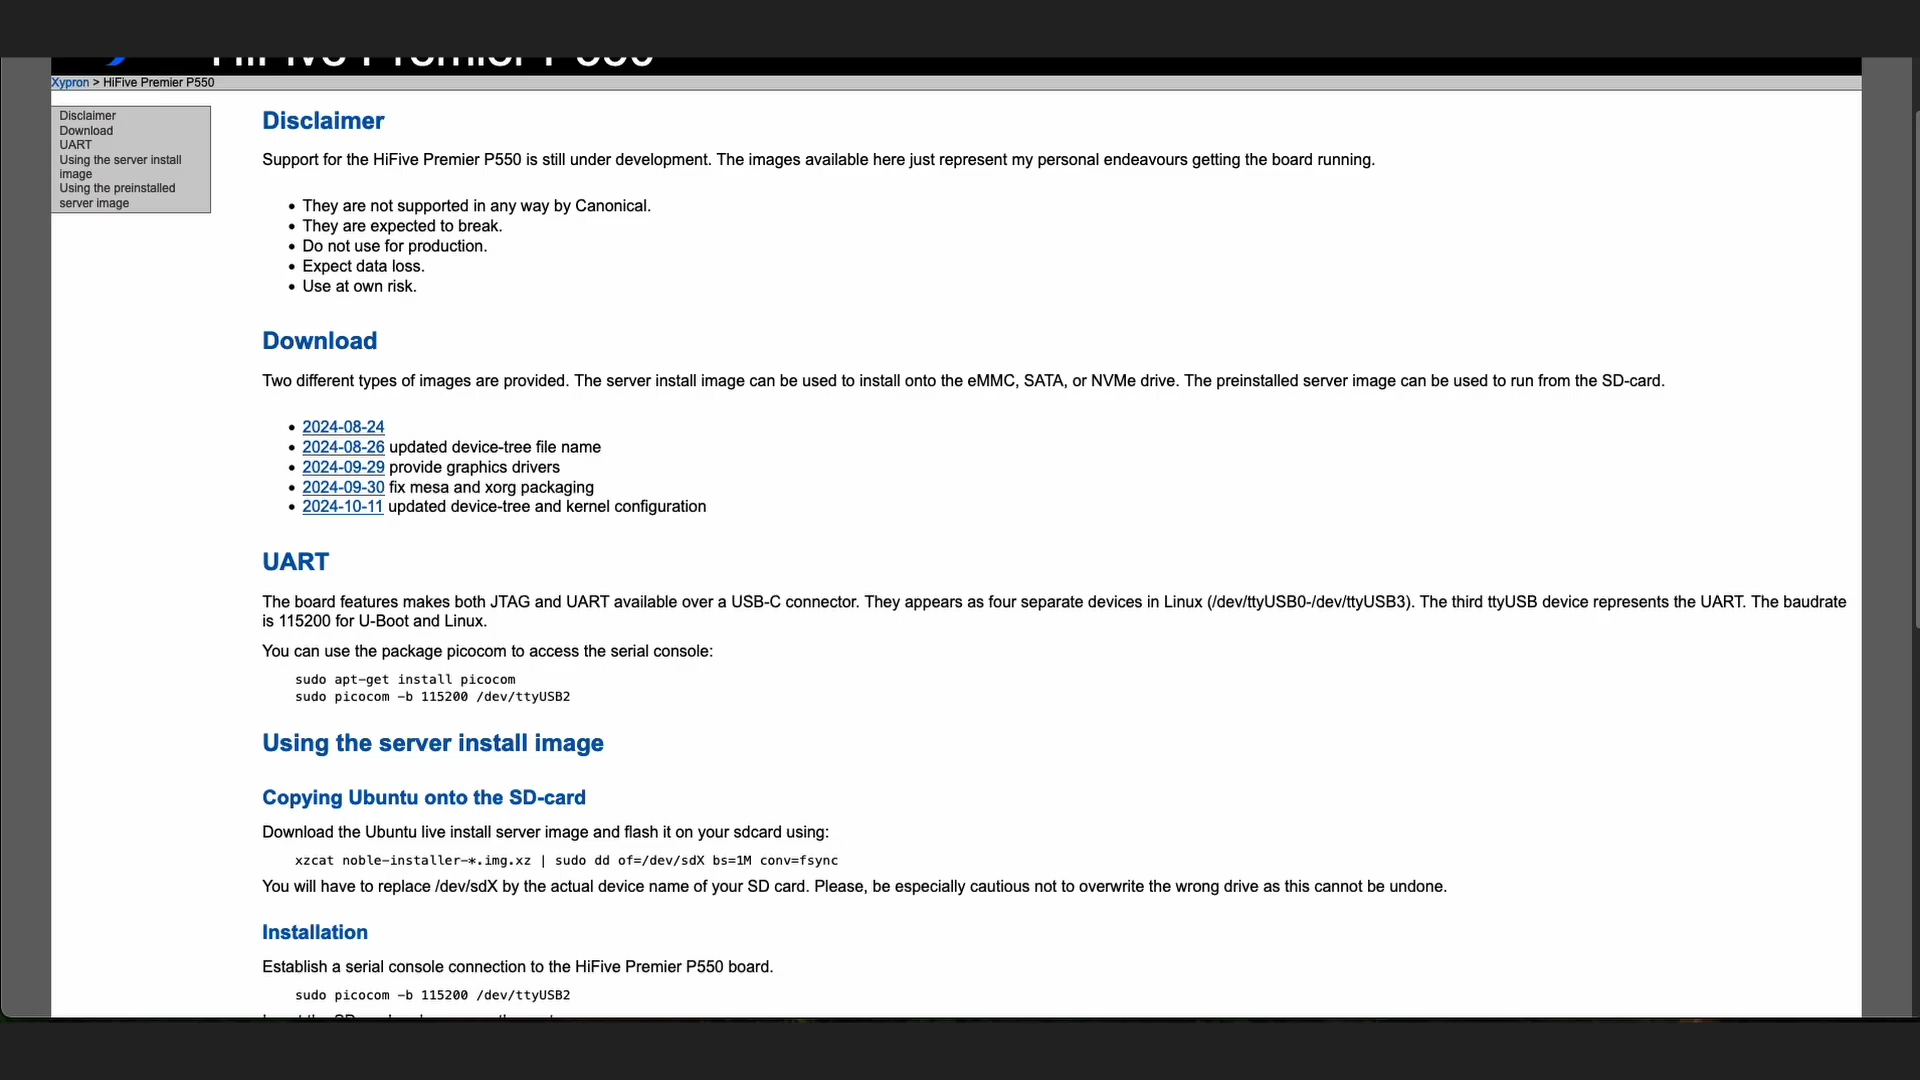 HiFive Premier P550
Xypron > HiFive Premier P550
Disclaimer
Download
UART
Using the server install
image
Using the preinstalled
server image
Disclaimer
Support for the HiFive Premier P550 is still under development. The images available here just represent my personal endeavours getting the board running.
• They are not supported in any way by Canonical.
• They are expected to break.
• Do not use for production.
• Expect data loss.
• Use at own risk.
Download
Two different types of images are provided. The server install image can be used to install onto the eMMC, SATA, or NVMe drive. The preinstalled server image can be used to run from the SD-card.
• 2024-08-24
• 2024-08-26 updated device-tree file name
• 2024-09-29 provide graphics drivers
• 2024-09-30 fix mesa and xorg packaging
• 2024-10-11 updated device-tree and kernel configuration
UART
The board features makes both JTAG and UART available over a USB-C connector. They appears as four separate devices in Linux (/dev/ttyUSB0-/dev/ttyUSB3). The third ttyUSB device represents the UART. The baudrate
is 115200 for U-Boot and Linux.
You can use the package picocom to access the serial console:
sudo apt-get install picocom
sudo picocom -b 115200 /dev/ttyUSB2
Using the server install image
Copying Ubuntu onto the SD-card
Download the Ubuntu live install server image and flash it on your sdcard using:
xzcat noble-installer-*.img.xz | sudo dd of=/dev/sdX bs=1M conv=fsync
You will have to replace /dev/sdX by the actual device name of your SD card. Please, be especially cautious not to overwrite the wrong drive as this cannot be undone.
Installation
Establish a serial console connection to the HiFive Premier P550 board.
sudo picocom -b 115200 /dev/ttyUSB2